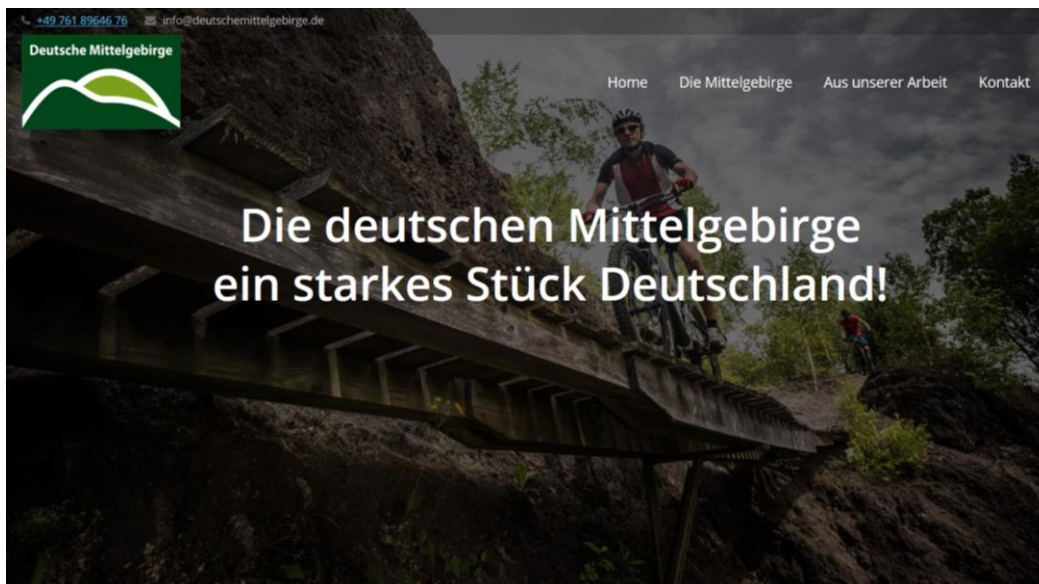 +49 761 89646 76 info@deutschemittelgebirge.de
Deutsche Mittelgebirge
Home Die Mittelgebirge Aus unserer Arbeit Kontakt
Die deutschen Mittelgebirge
ein starkes Stück Deutschland!